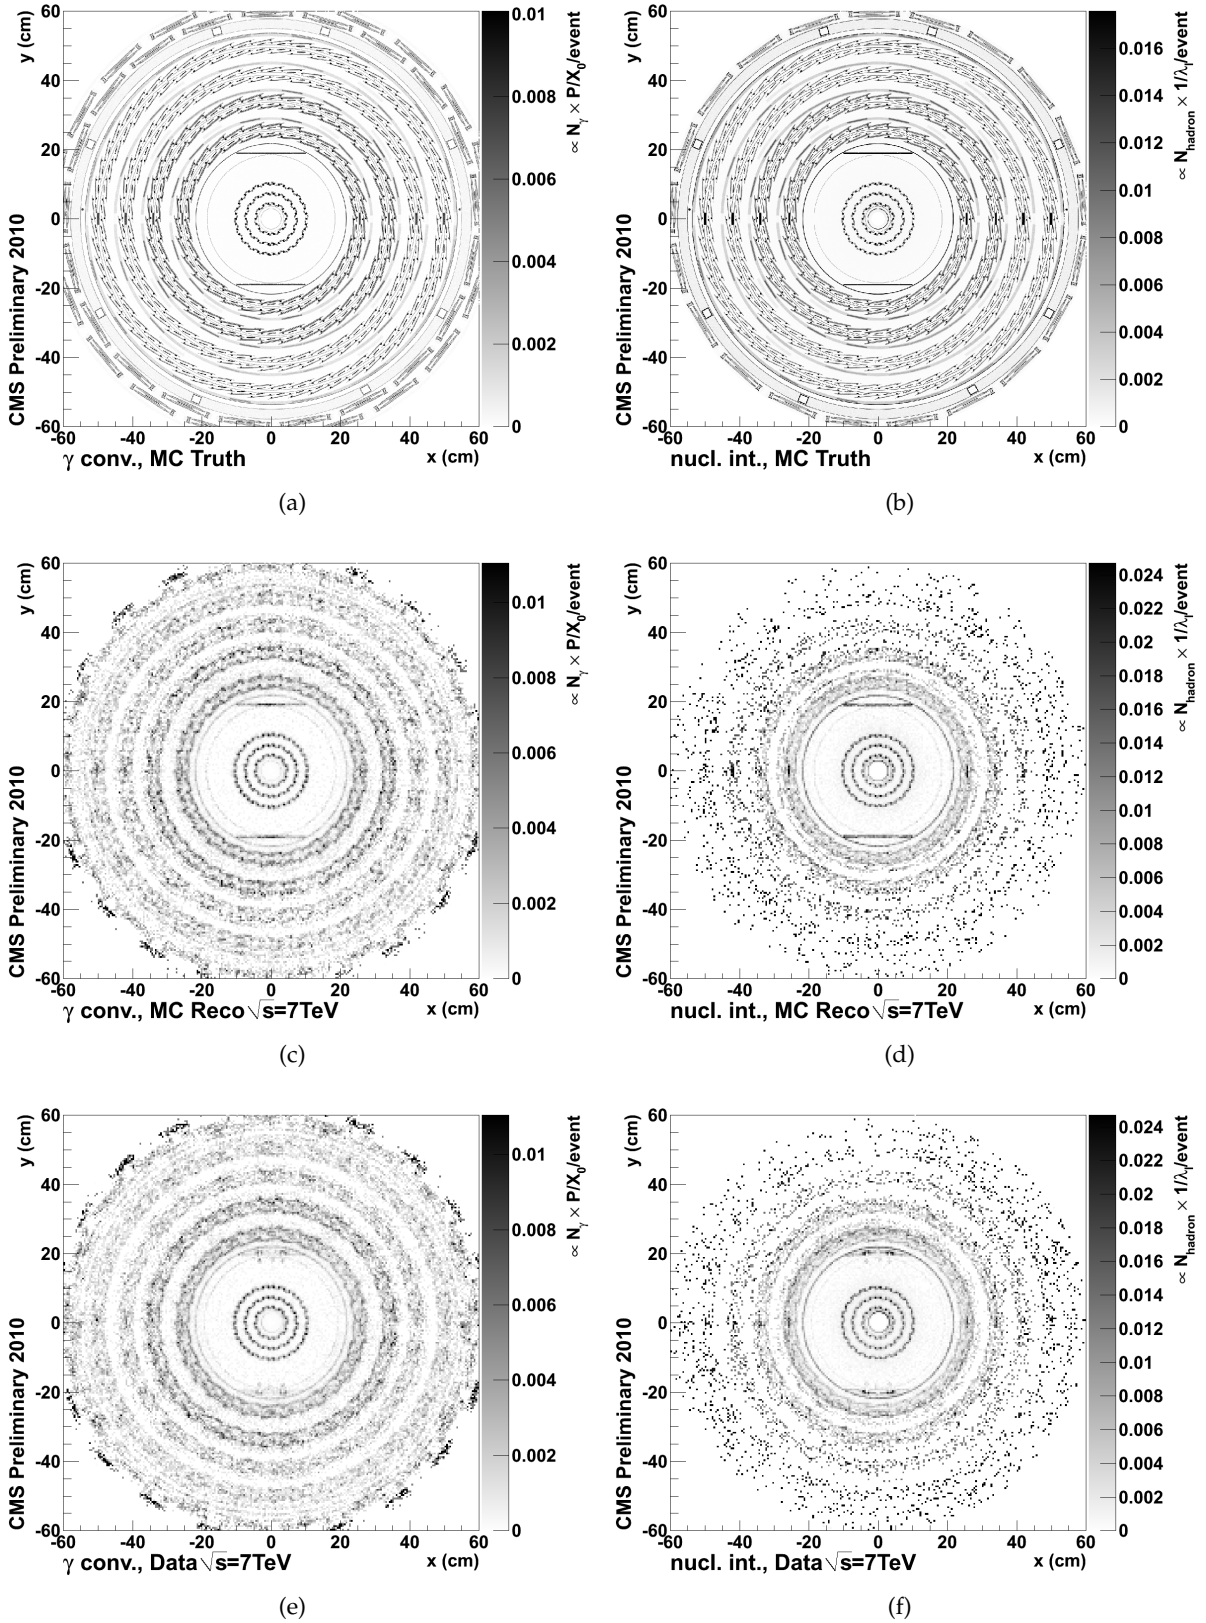 CMS Preliminary 2010
y (cm)
60
40
20
0
-20
-40
-60
-60 -40 -20 0 20 40 60
γ conv., MC Truth x (cm)
0.01
0.008
0.006
0.004
0.002
0
∝ Nγ × P/X0/event
(a)
CMS Preliminary 2010
y (cm)
60
40
20
0
-20
-40
-60
-60 -40 -20 0 20 40 60
nucl. int., MC Truth x (cm)
0.016
0.014
0.012
0.01
0.008
0.006
0.004
0.002
0
∝ Nhadron × 1/λI/event
(b)
CMS Preliminary 2010
y (cm)
60
40
20
0
-20
-40
-60
-60 -40 -20 0 20 40 60
γ conv., MC Reco √s=7TeV x (cm)
0.01
0.008
0.006
0.004
0.002
0
∝ Nγ × P/X0/event
(c)
CMS Preliminary 2010
y (cm)
60
40
20
0
-20
-40
-60
-60 -40 -20 0 20 40 60
nucl. int., MC Reco √s=7TeV x (cm)
0.024
0.022
0.02
0.018
0.016
0.014
0.012
0.01
0.008
0.006
0.004
0.002
0
∝ Nhadron × 1/λI/event
(d)
CMS Preliminary 2010
y (cm)
60
40
20
0
-20
-40
-60
-60 -40 -20 0 20 40 60
γ conv., Data √s=7TeV x (cm)
0.01
0.008
0.006
0.004
0.002
0
∝ Nγ × P/X0/event
(e)
CMS Preliminary 2010
y (cm)
60
40
20
0
-20
-40
-60
-60 -40 -20 0 20 40 60
nucl. int., Data √s=7TeV x (cm)
0.024
0.022
0.02
0.018
0.016
0.014
0.012
0.01
0.008
0.006
0.004
0.002
0
∝ Nhadron × 1/λI/event
(f)